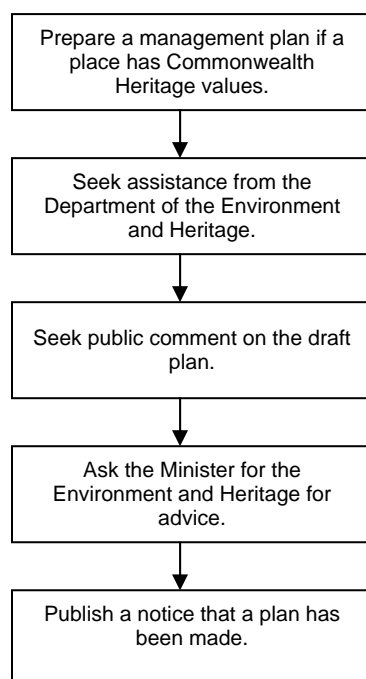 Prepare a management plan if a
place has Commonwealth
Heritage values.
Seek assistance from the
Department of the Environment
and Heritage.
Seek public comment on the draft
plan.
Ask the Minister for the
Environment and Heritage for
advice.
Publish a notice that a plan has
been made.